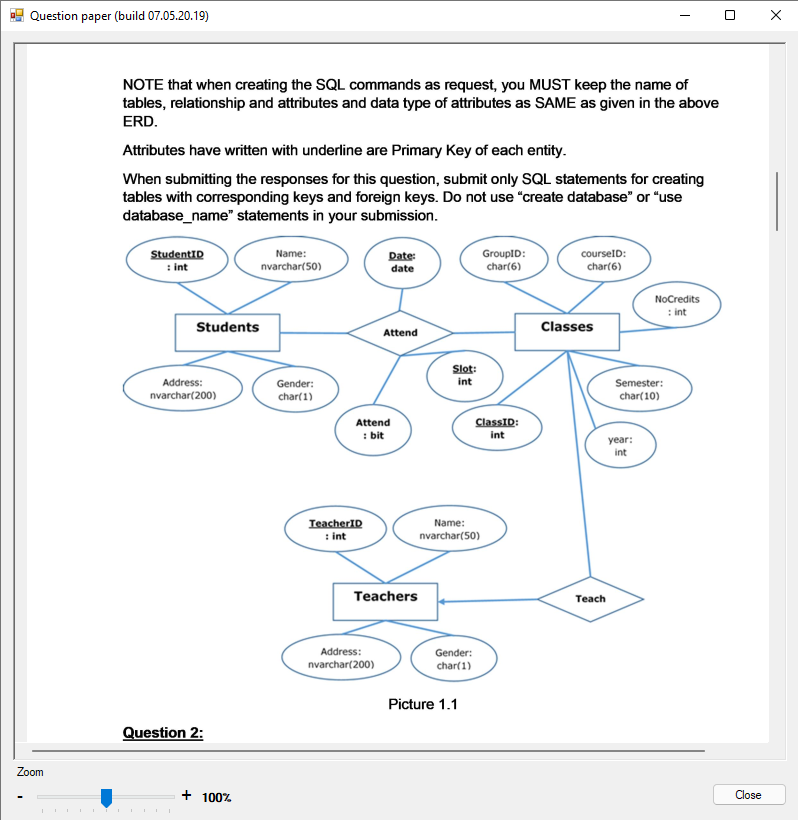 Question paper (build 07.05.20.19)
NOTE that when creating the SQL commands as request, you MUST keep the name of
tables, relationship and attributes and data type of attributes as SAME as given in the above
ERD.
Attributes have written with underline are Primary Key of each entity.
When submitting the responses for this question, submit only SQL statements for creating
tables with corresponding keys and foreign keys. Do not use “create database” or “use
database_name” statements in your submission.
StudentID
: int
Name:
nvarchar(50)
Date:
date
GroupID:
char(6)
courseID:
char(6)
NoCredits
: int
Students
Attend
Classes
Address:
nvarchar(200)
Gender:
char(1)
Slot:
int
Semester:
char(10)
Attend
: bit
ClassID:
int
year:
int
TeacherID
: int
Name:
nvarchar(50)
Teachers
Teach
Address:
nvarchar(200)
Gender:
char(1)
Picture 1.1
Question 2:
Zoom
- + 100%
Close